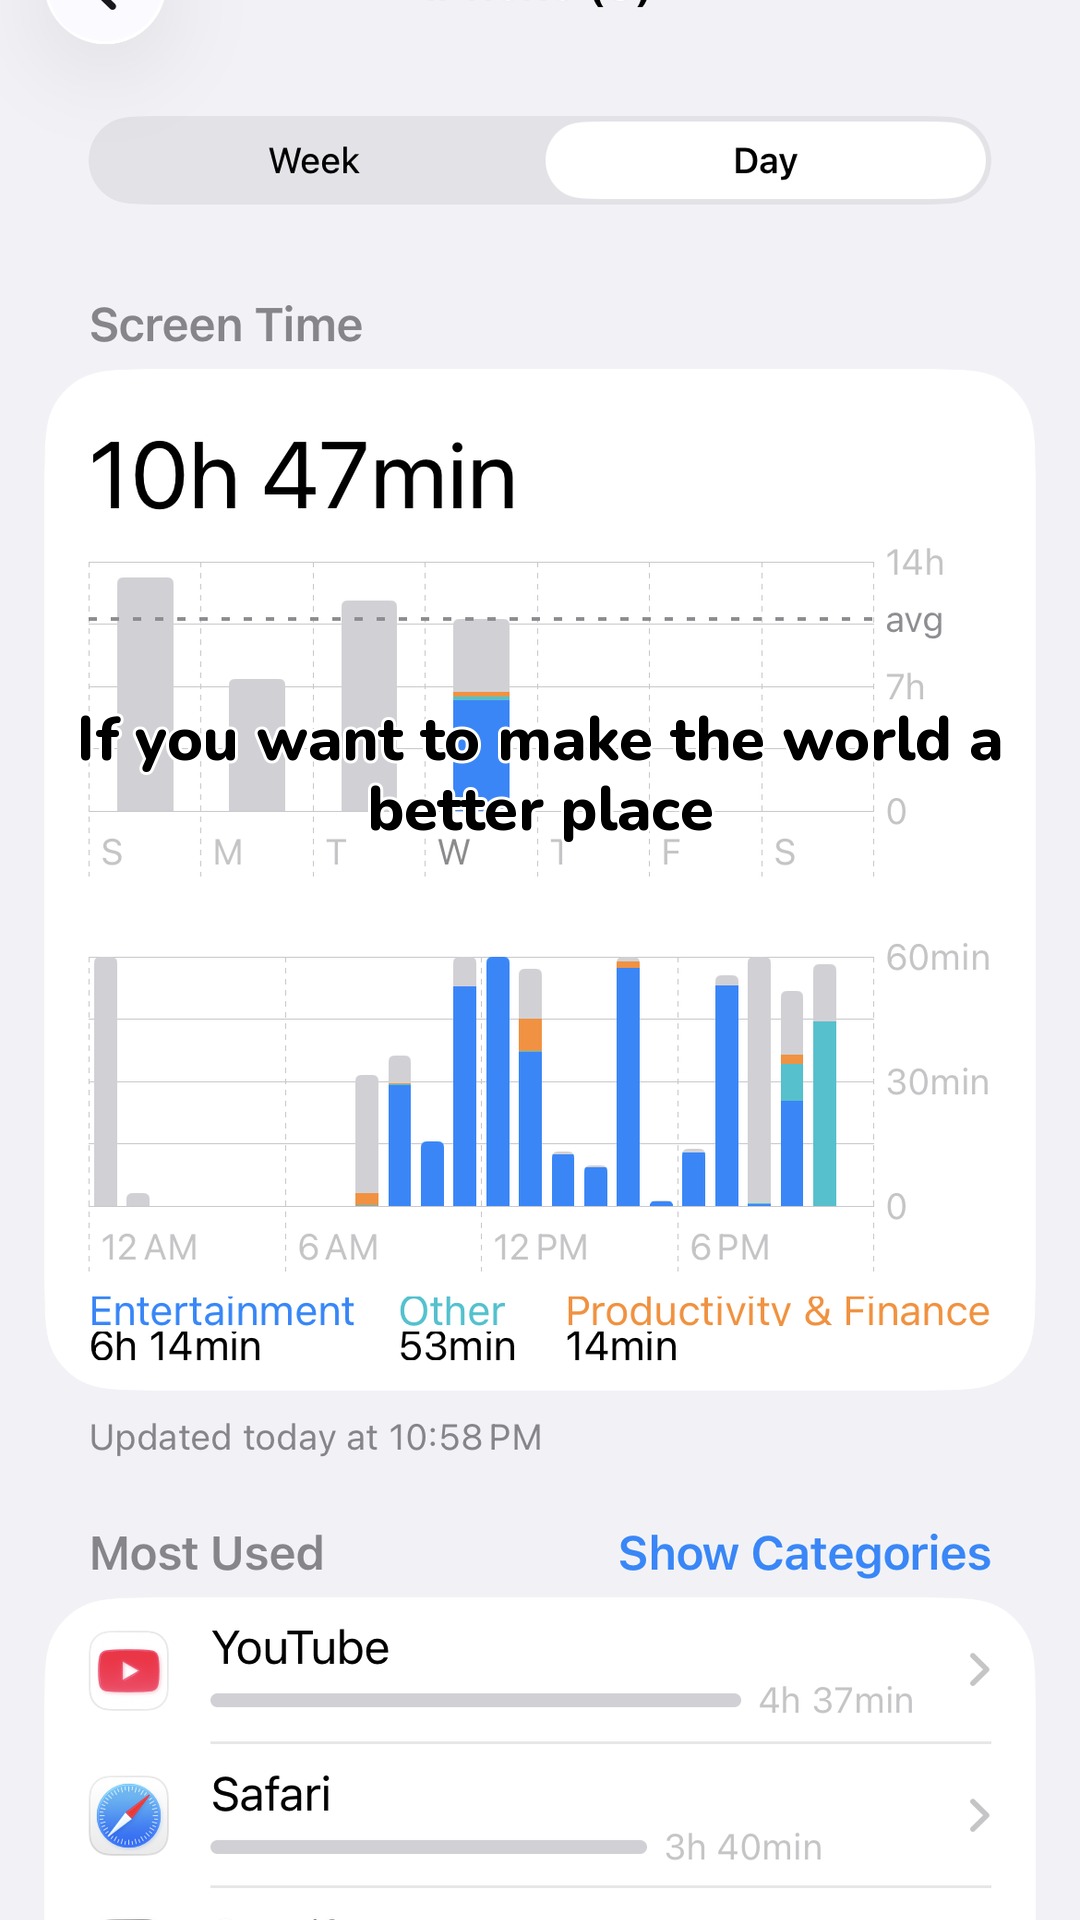 Week
Day
Screen Time
10h 47min
14h
avg
7h
0
If you want to make the world a
better place
S M T W T F S
60min
30min
0
12 AM 6 AM 12 PM 6 PM
Entertainment Other Productivity & Finance
6h 14min 53min 14min
Updated today at 10:58 PM
Most Used
Show Categories
YouTube
4h 37min
Safari
3h 40min